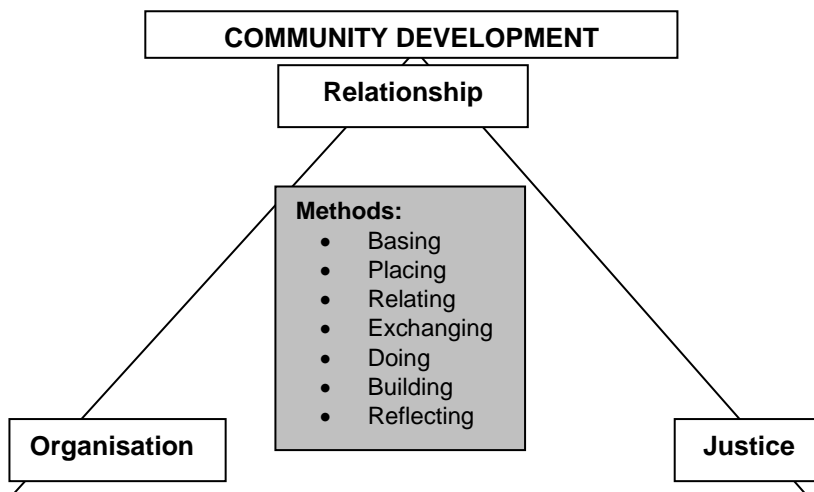 COMMUNITY DEVELOPMENT
Relationship
Methods:
• Basing
• Placing
• Relating
• Exchanging
• Doing
• Building
• Reflecting
Organisation
Justice